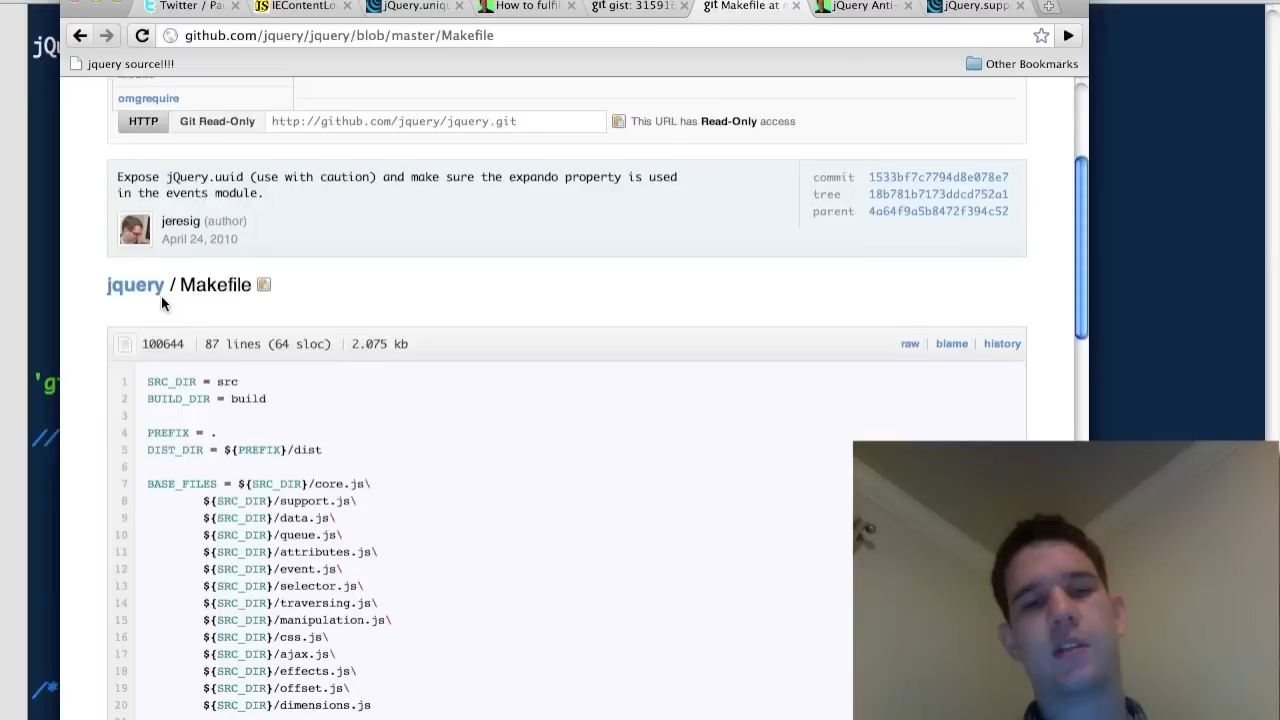 Twitter / Pa
IEContentLo
jQuery.uniqu
How to fulfi
git gist: 31591
git Makefile at
jQuery Anti-
jQuery.supp
github.com/jquery/jquery/blob/master/Makefile
jquery source!!!!
Other Bookmarks
omgrequire
HTTP Git Read-Only http://github.com/jquery/jquery.git This URL has Read-Only access
Expose jQuery.uuid (use with caution) and make sure the expando property is used
in the events module.
jeresig (author)
April 24, 2010
commit 1533bf7c7794d8e078e7
tree 18b781b7173ddcd752a1
parent 4a64f9a5b8472f394c52
jquery / Makefile
100644 87 lines (64 sloc) 2.075 kb
raw | blame | history
1 SRC_DIR = src
2 BUILD_DIR = build
3
4 PREFIX = .
5 DIST_DIR = ${PREFIX}/dist
6
7 BASE_FILES = ${SRC_DIR}/core.js\
8 ${SRC_DIR}/support.js\
9 ${SRC_DIR}/data.js\
10 ${SRC_DIR}/queue.js\
11 ${SRC_DIR}/attributes.js\
12 ${SRC_DIR}/event.js\
13 ${SRC_DIR}/selector.js\
14 ${SRC_DIR}/traversing.js\
15 ${SRC_DIR}/manipulation.js\
16 ${SRC_DIR}/css.js\
17 ${SRC_DIR}/ajax.js\
18 ${SRC_DIR}/effects.js\
19 ${SRC_DIR}/offset.js\
20 ${SRC_DIR}/dimensions.js
jQu
'g
//
/*